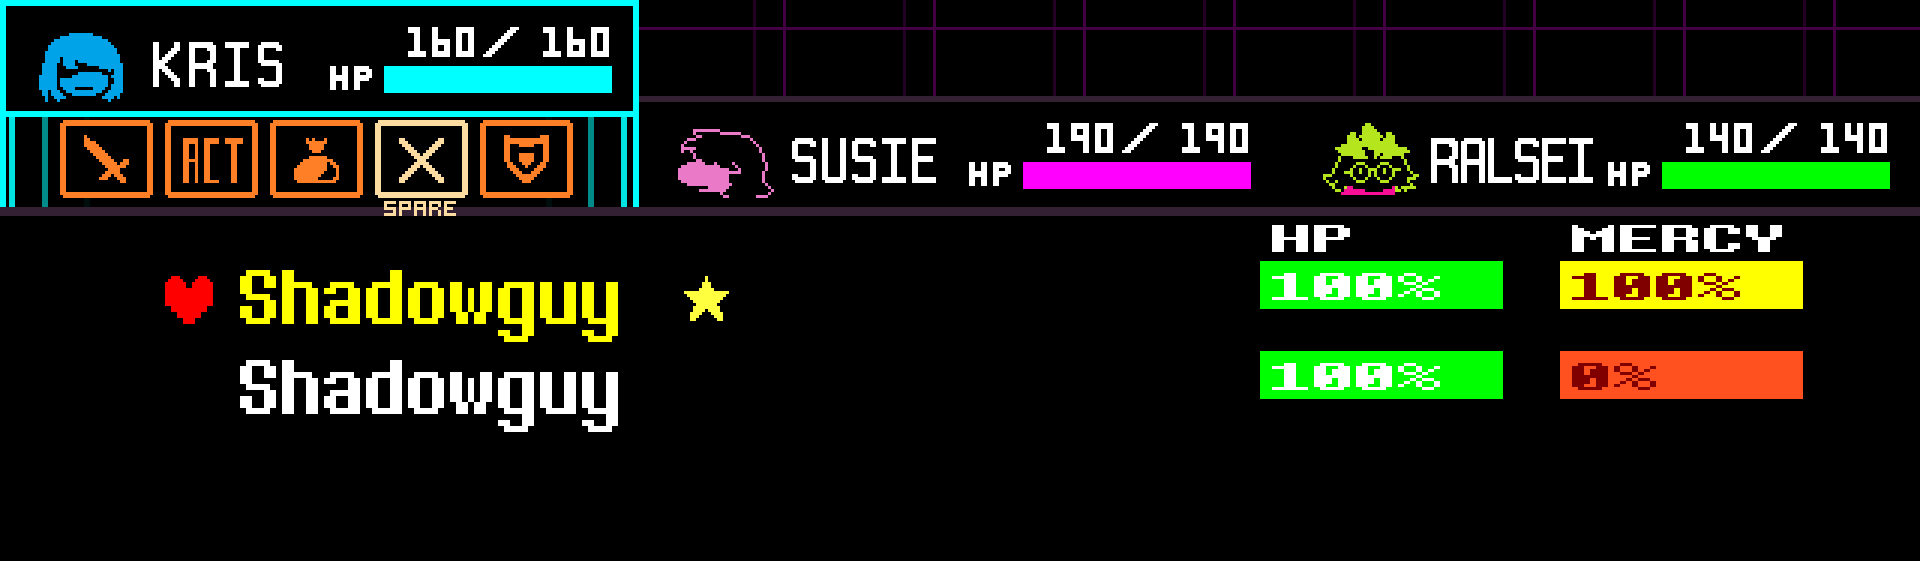 KRIS HP 160/ 160
ACT
SPARE
SUSIE HP 190/ 190
RALSEI HP 140/ 140
HP MERCY
Shadowguy 100% 100%
Shadowguy 100% 0%